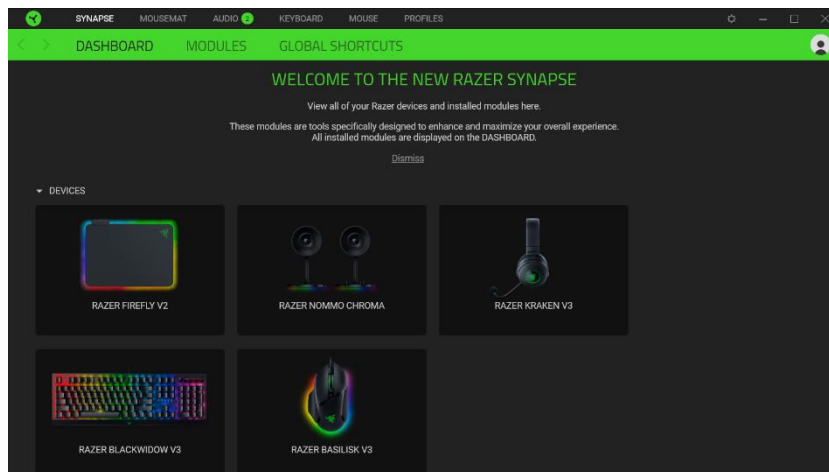 SYNAPSE MOUSEMAT AUDIO 2 KEYBOARD MOUSE PROFILES
DASHBOARD MODULES GLOBAL SHORTCUTS
WELCOME TO THE NEW RAZER SYNAPSE
View all of your Razer devices and installed modules here.
These modules are tools specifically designed to enhance and maximize your overall experience.
All installed modules are displayed on the DASHBOARD.
Dismiss
DEVICES
RAZER FIREFLY V2
RAZER NOMMO CHROMA
RAZER KRAKEN V3
RAZER BLACKWIDOW V3
RAZER BASILISK V3